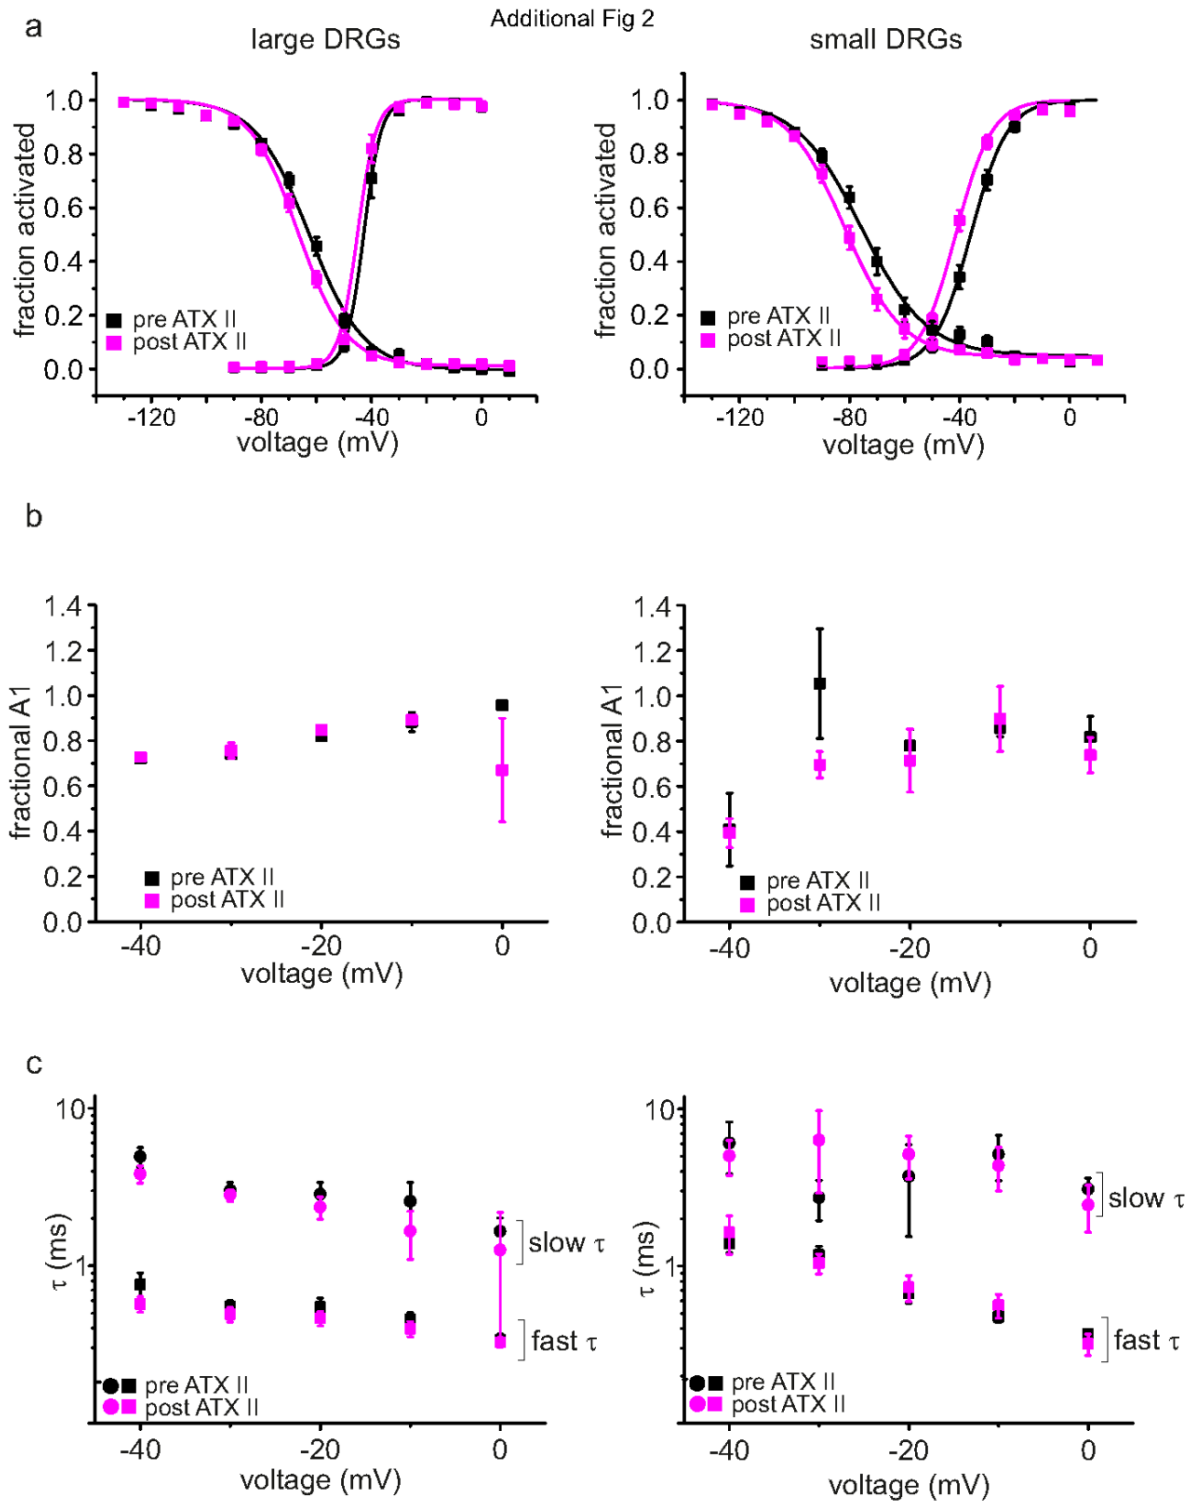 Additional Fig 2
a
large DRGs
small DRGs
fraction activated
1.0
0.8
0.6
0.4
0.2
0.0
pre ATX II
post ATX II
-120
-80
-40
0
voltage (mV)
fraction activated
1.0
0.8
0.6
0.4
0.2
0.0
pre ATX II
post ATX II
-120
-80
-40
0
voltage (mV)
b
fractional A1
1.4
1.2
1.0
0.8
0.6
0.4
0.2
0.0
pre ATX II
post ATX II
-40
-20
0
voltage (mV)
fractional A1
1.4
1.2
1.0
0.8
0.6
0.4
0.2
0.0
pre ATX II
post ATX II
-40
-20
0
voltage (mV)
c
τ (ms)
10
1
slow τ
fast τ
pre ATX II
post ATX II
-40
-20
0
voltage (mV)
τ (ms)
10
1
slow τ
fast τ
pre ATX II
post ATX II
-40
-20
0
voltage (mV)